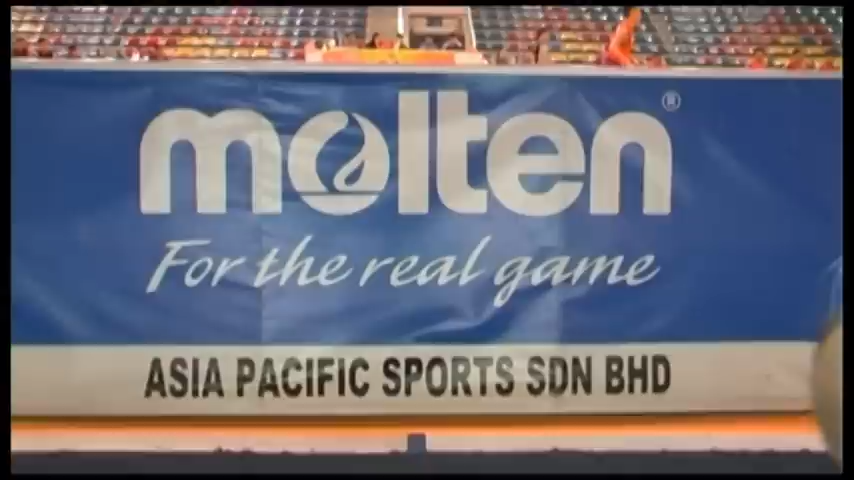 molten®
For the real game
ASIA PACIFIC SPORTS SDN BHD